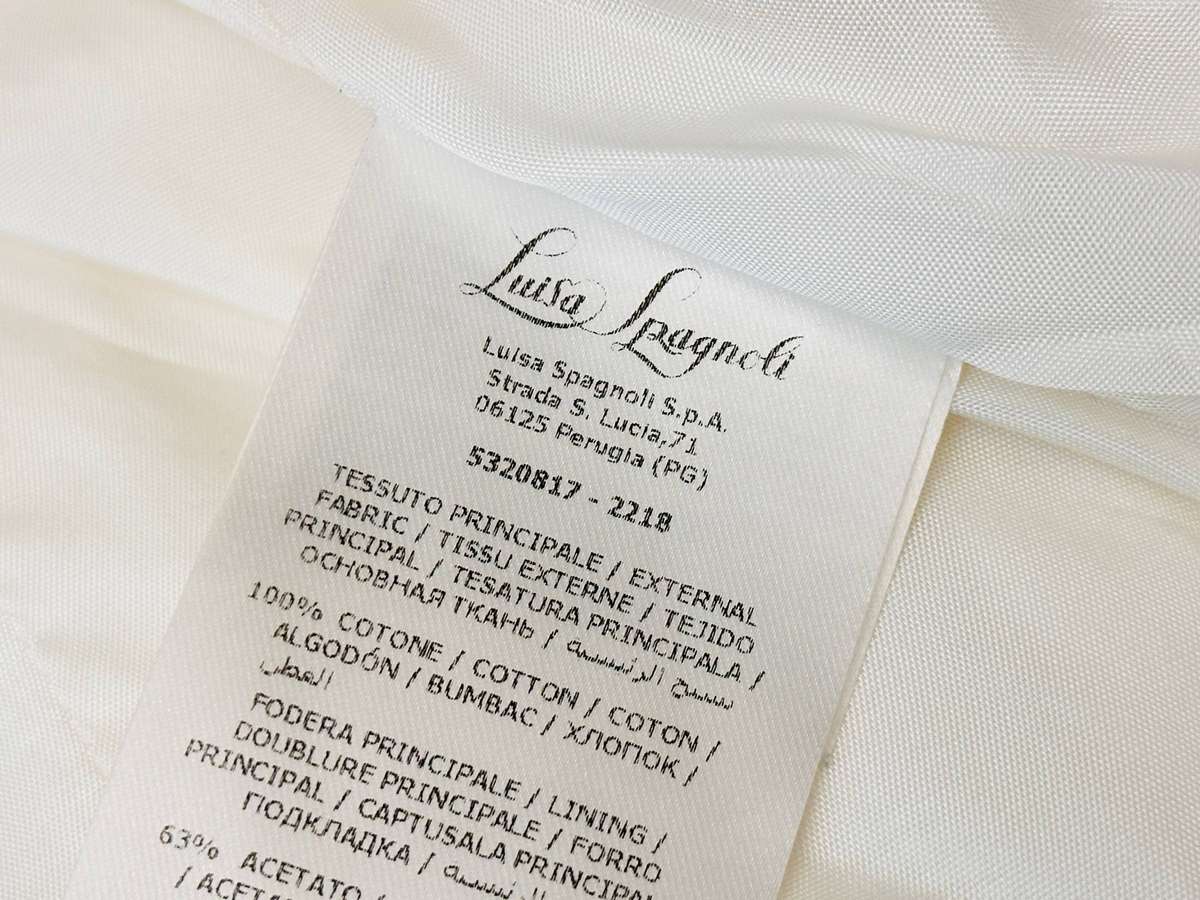 Luisa Spagnoli
Luisa Spagnoli S.p.A.
Strada S. Lucia,71
06125 Perugia (PG)
5320817 - 2218
TESSUTO PRINCIPALE / EXTERNAL
FABRIC / TISSU EXTERNE / TEJIDO
PRINCIPAL / TESATURA PRINCIPALA /
ОСНОВНАЯ ТКАНЬ /
100% COTONE / COTTON / COTON /
ALGODÓN / BUMBAC / ХЛОПОК /
FODERA PRINCIPALE / LINING /
DOUBLURE PRINCIPALE / FORRO
PRINCIPAL / CAPTUSALA
ПОДКЛАДКА /
63% ACETATO /
/